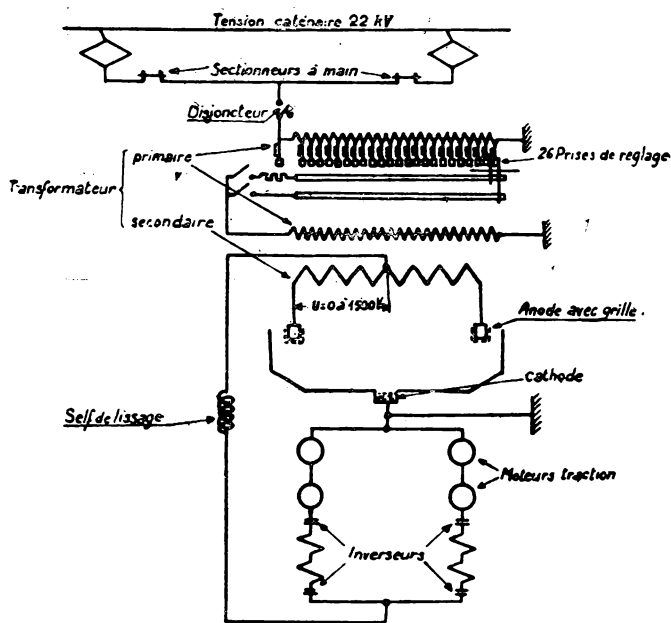 Tension caténaire 22 kV
Sectionneurs à main
Disjoncteur
primaire
26 Prises de réglage
Transformateur
secondaire
U=0 à 1500V
Anode avec grille.
cathode
Self de lissage
Moteurs traction
Inverseurs